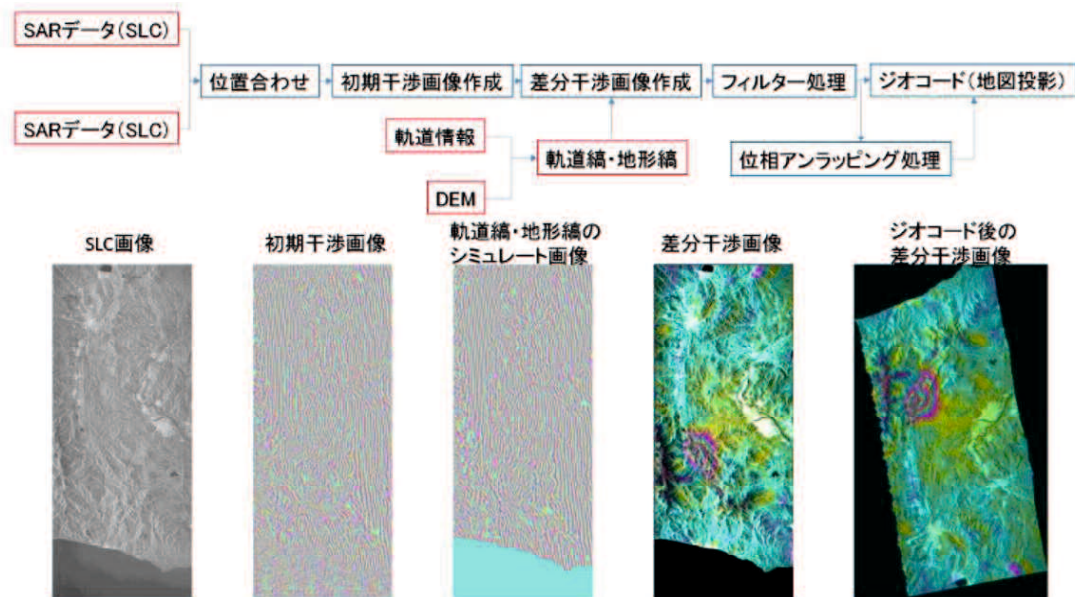 SARデータ(SLC)
SARデータ(SLC)
位置合わせ
初期干渉画像作成
差分干渉画像作成
フィルター処理
ジオコード(地図投影)
軌道情報
DEM
軌道縞・地形縞
位相アンラッピング処理
SLC画像
初期干渉画像
軌道縞・地形縞の
シミュレート画像
差分干渉画像
ジオコード後の
差分干渉画像